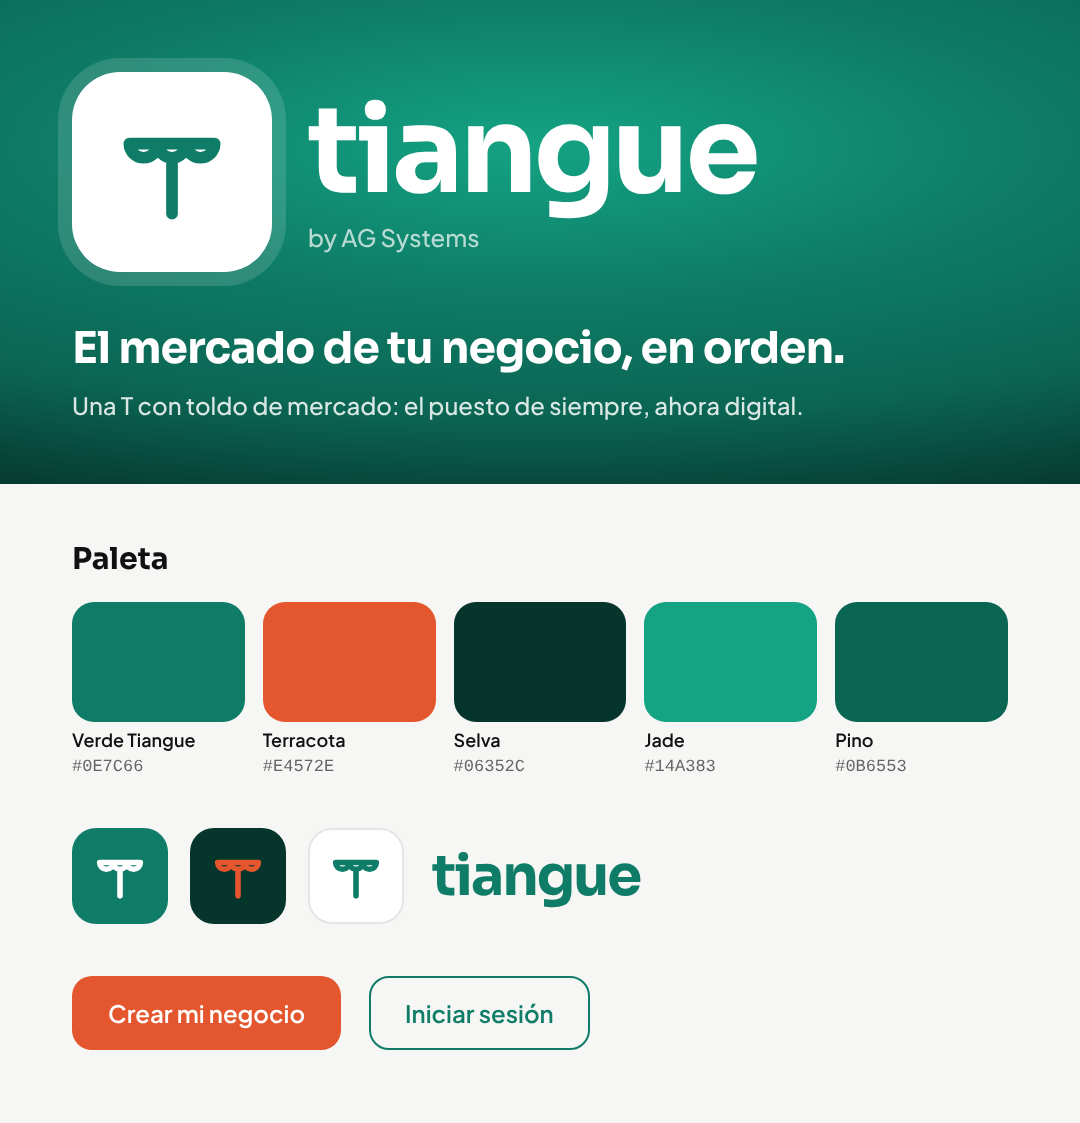 tiangue
by AG Systems
El mercado de tu negocio, en orden.
Una T con toldo de mercado: el puesto de siempre, ahora digital.
Paleta
Verde Tiangue
#0E7C66
Terracota
#E4572E
Selva
#06352C
Jade
#14A383
Pino
#0B6553
tiangue
Crear mi negocio
Iniciar sesión